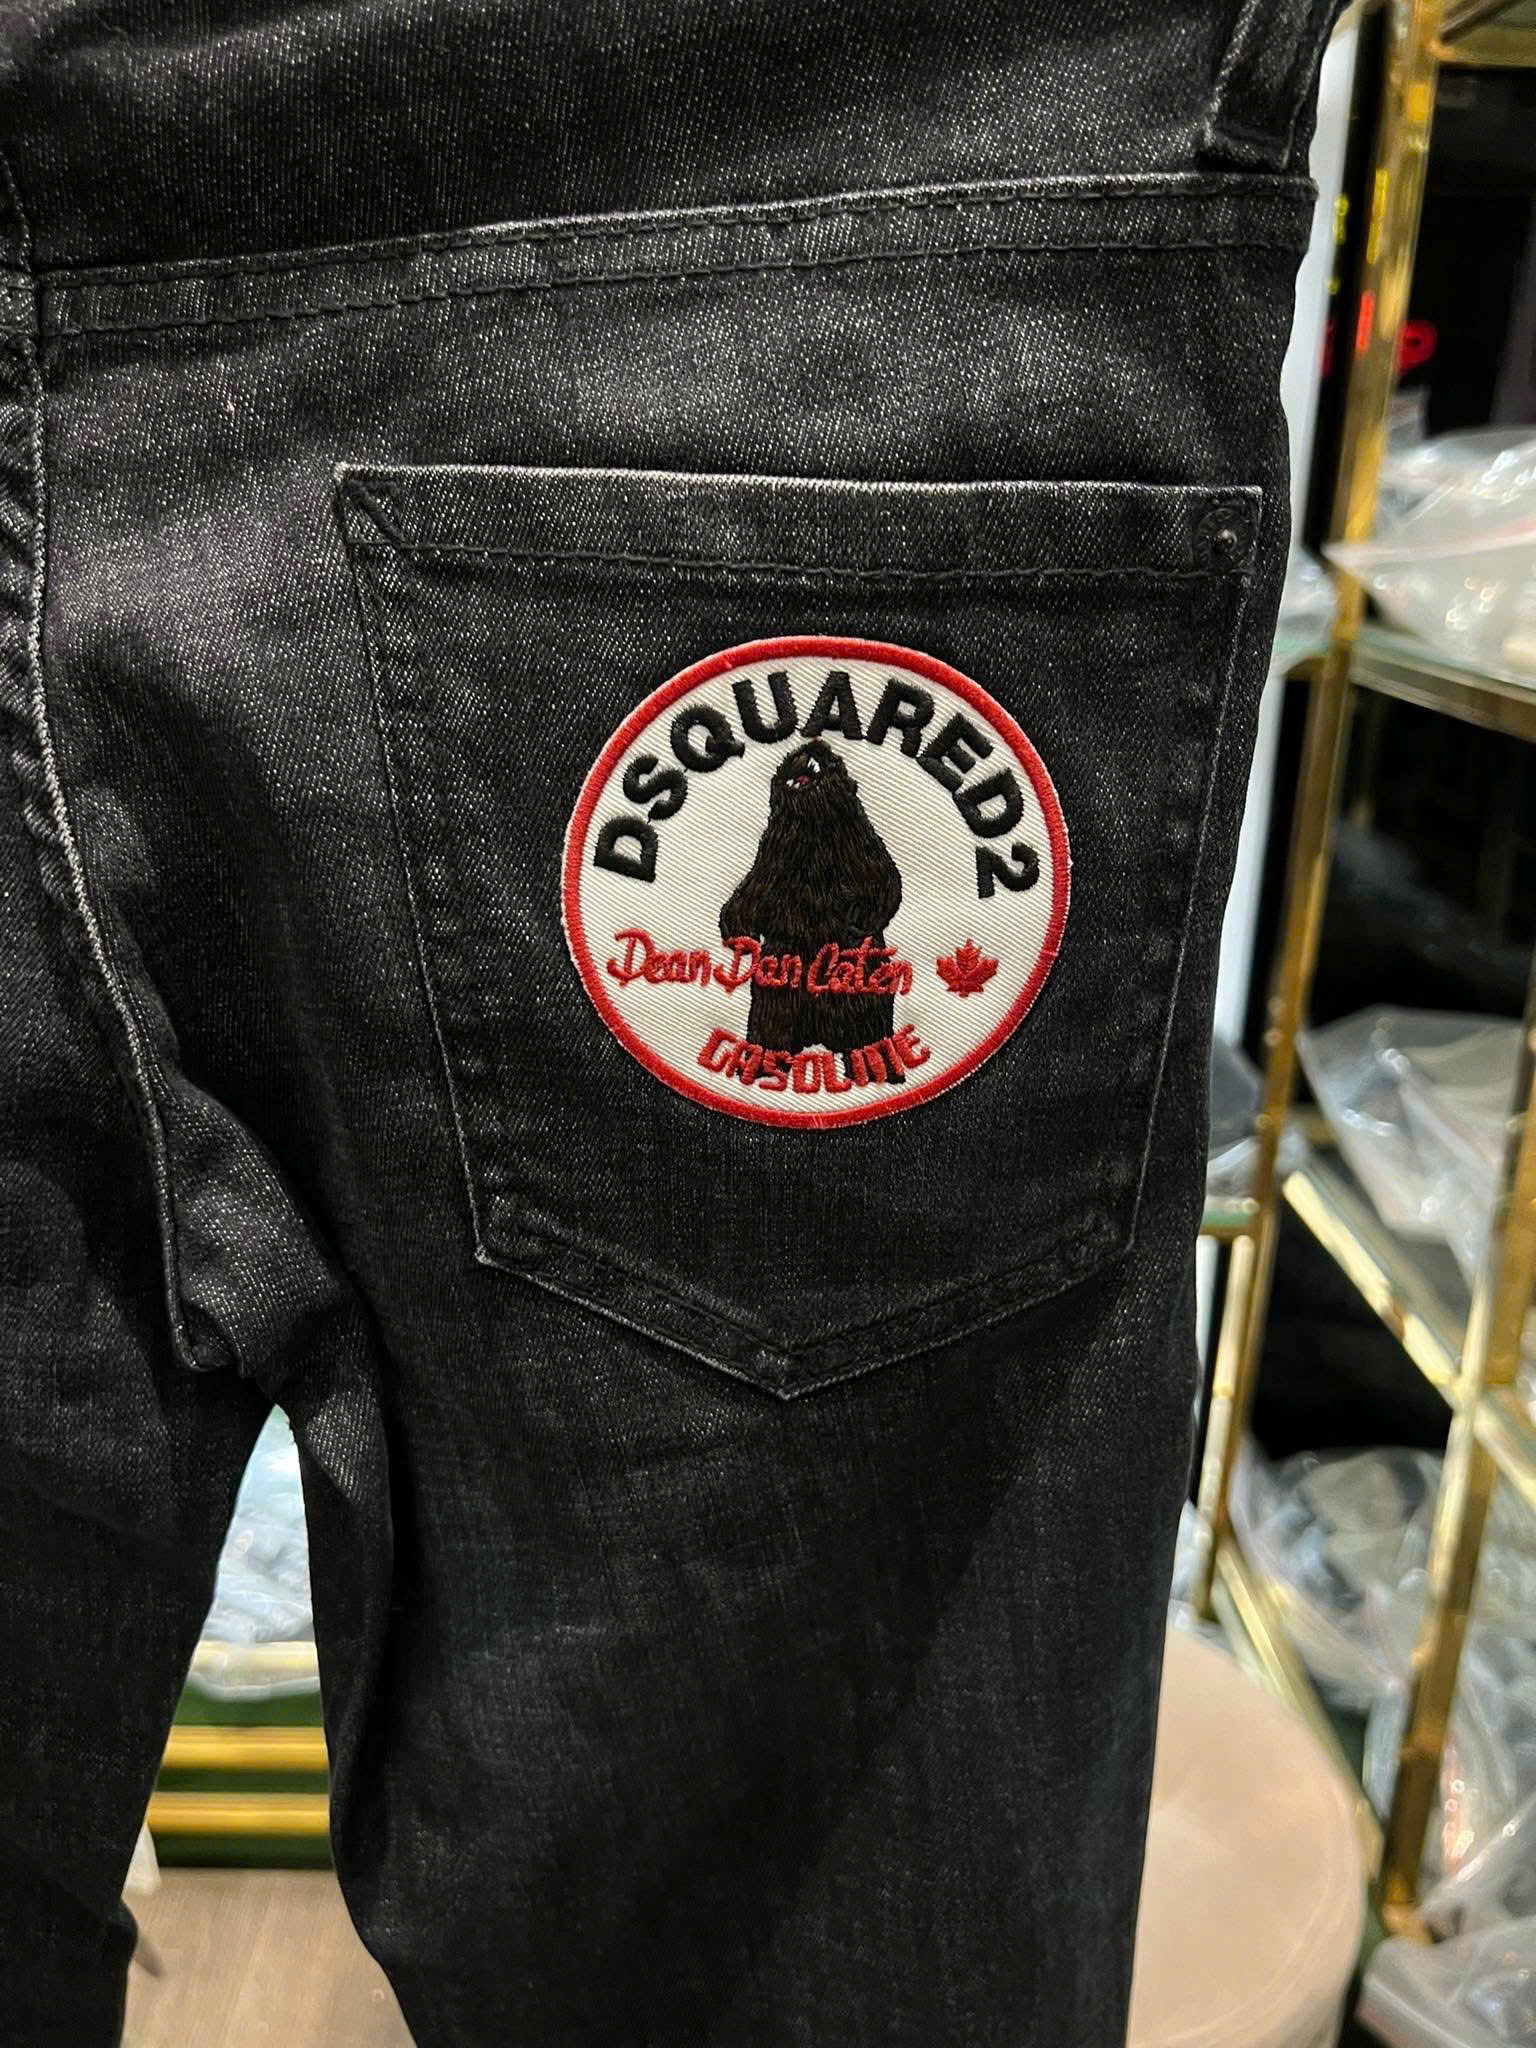 DSQUARED2
Dean Dan Caten
GASOLINE